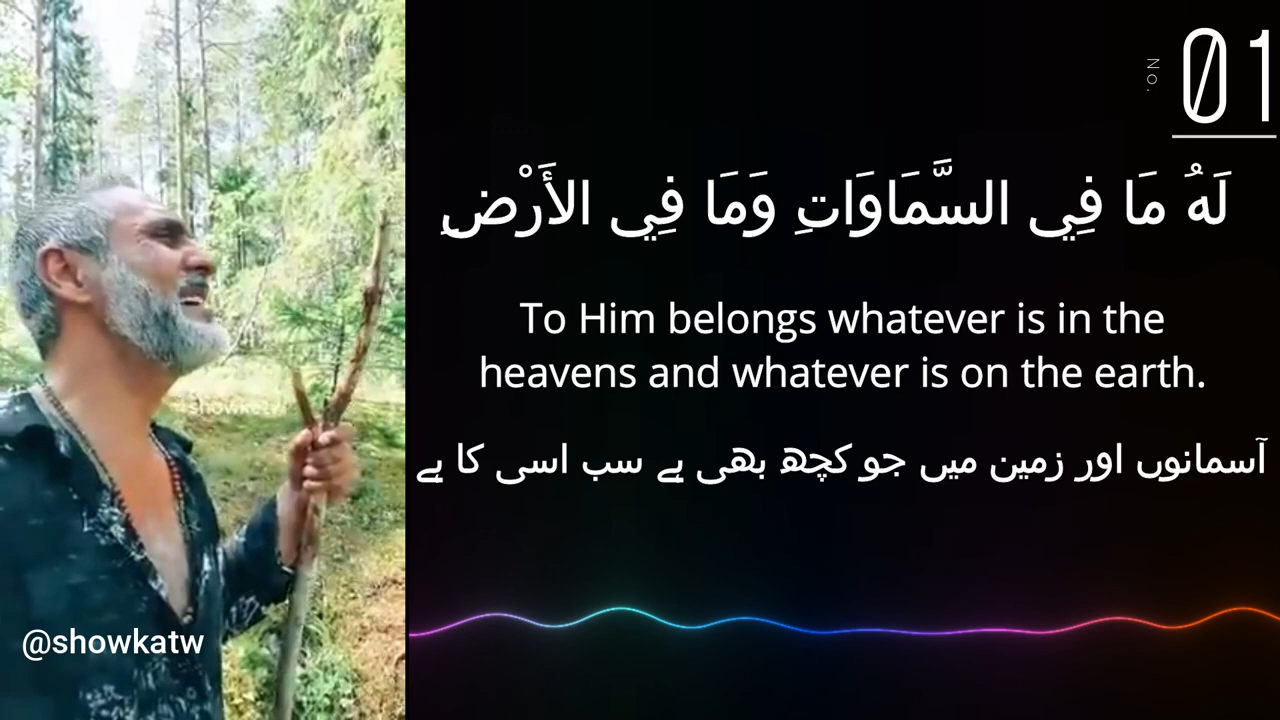 No. 01
لَهُ مَا فِي السَّمَاوَاتِ وَمَا فِي الأَرْضِ
To Him belongs whatever is in the
heavens and whatever is on the earth.
آسمانوں اور زمین میں جو کچھ بھی ہے سب اسی کا ہے
@showkatw
@showkatw